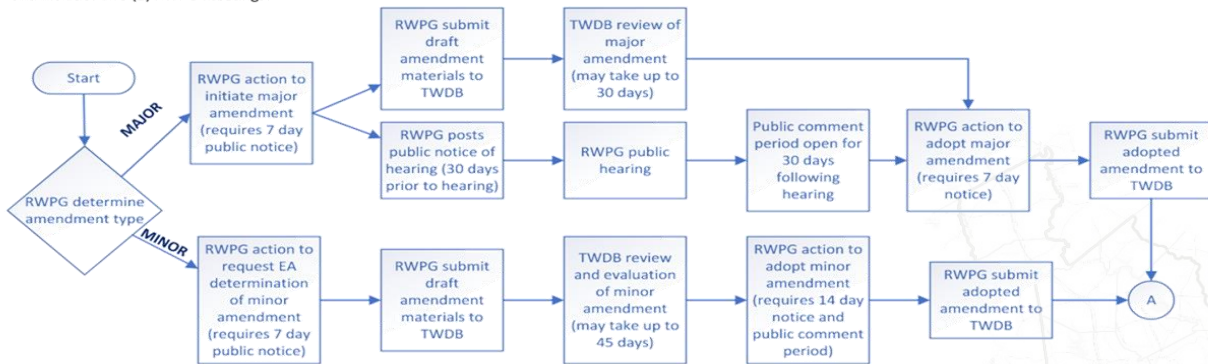 Start
RWPG determine
amendment type
MAJOR
MINOR
RWPG action to
initiate major
amendment
(requires 7 day
public notice)
RWPG submit
draft
amendment
materials to
TWDB
TWDB review of
major
amendment
(may take up to
30 days)
RWPG posts
public notice of
hearing (30 days
prior to hearing)
RWPG public
hearing
Public comment
period open for
30 days
following
hearing
RWPG action to
adopt major
amendment
(requires 7 day
notice)
RWPG submit
adopted
amendment to
TWDB
RWPG action to
request EA
determination
of minor
amendment
(requires 7 day
public notice)
RWPG submit
draft
amendment
materials to
TWDB
TWDB review
and evaluation
of minor
amendment
(may take up to
45 days)
RWPG action to
adopt minor
amendment
(requires 14 day
notice and
public comment
period)
RWPG submit
adopted
amendment to
TWDB
A